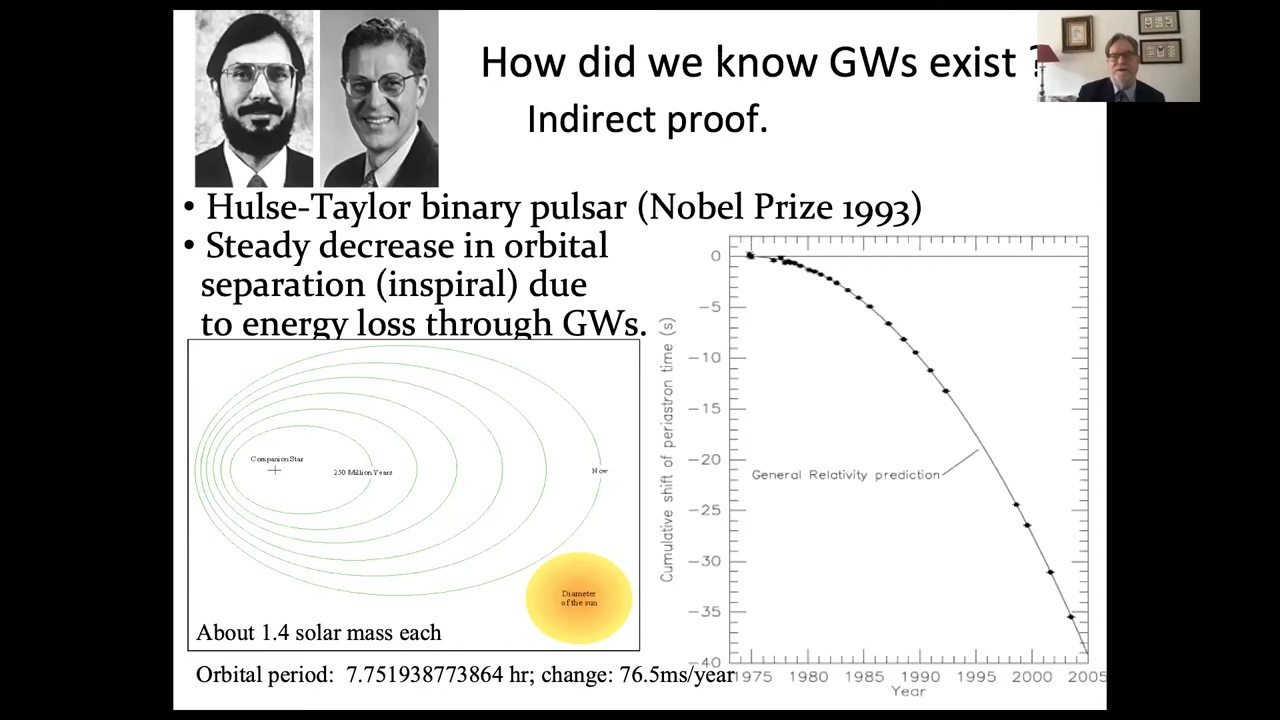 How did we know GWs exist ?
Indirect proof.
• Hulse-Taylor binary pulsar (Nobel Prize 1993)
• Steady decrease in orbital
separation (inspiral) due
to energy loss through GWs.
Companion Star
250 Million Years
Now
Diameter
of the sun
About 1.4 solar mass each
Orbital period: 7.751938773864 hr; change: 76.5ms/year
Cumulative shift of periastron time (s)
0
−5
−10
−15
−20
−25
−30
−35
−40
General Relativity prediction
1975 1980 1985 1990 1995 2000 2005
Year